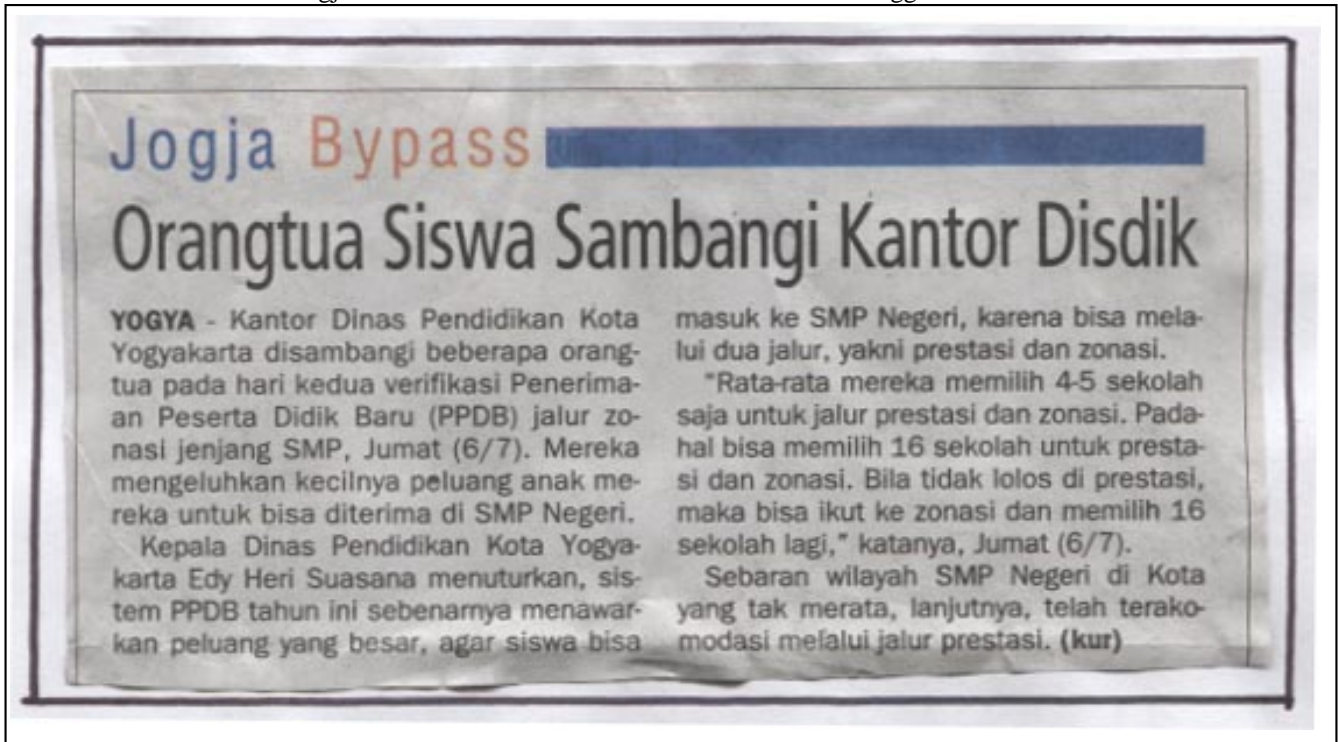 Jogja Bypass
Orangtua Siswa Sambangi Kantor Disdik
YOGYA - Kantor Dinas Pendidikan Kota
Yogyakarta disambangi beberapa orang-
tua pada hari kedua verifikasi Penerima-
an Peserta Didik Baru (PPDB) jalur zo-
nasi jenjang SMP, Jumat (6/7). Mereka
mengeluhkan kecilnya peluang anak me-
reka untuk bisa diterima di SMP Negeri.
Kepala Dinas Pendidikan Kota Yogya-
karta Edy Heri Suasana menuturkan, sis-
tem PPDB tahun ini sebenarnya menawar-
kan peluang yang besar, agar siswa bisa
masuk ke SMP Negeri, karena bisa mela-
lui dua jalur, yakni prestasi dan zonasi.
"Rata-rata mereka memilih 4-5 sekolah
saja untuk jalur prestasi dan zonasi. Pada-
hal bisa memilih 16 sekolah untuk presta-
si dan zonasi. Bila tidak lolos di prestasi,
maka bisa ikut ke zonasi dan memilih 16
sekolah lagi," katanya, Jumat (6/7).
Sebaran wilayah SMP Negeri di Kota
yang tak merata, lanjutnya, telah terako-
modasi melalui jalur prestasi. (kur)